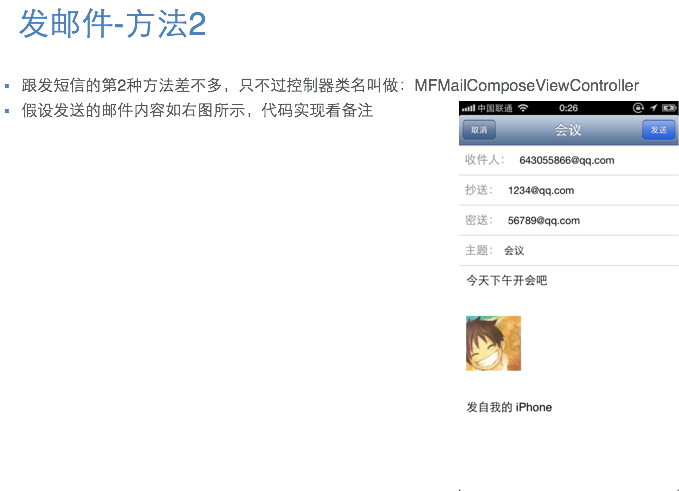 发邮件-方法2
跟发短信的第2种方法差不多，只不过控制器类名叫做：MFMailComposeViewController
假设发送的邮件内容如右图所示，代码实现看备注
中国联通 0:26
取消 会议 发送
收件人： 643055866@qq.com
抄送： 1234@qq.com
密送： 56789@qq.com
主题： 会议
今天下午开会吧
发自我的 iPhone